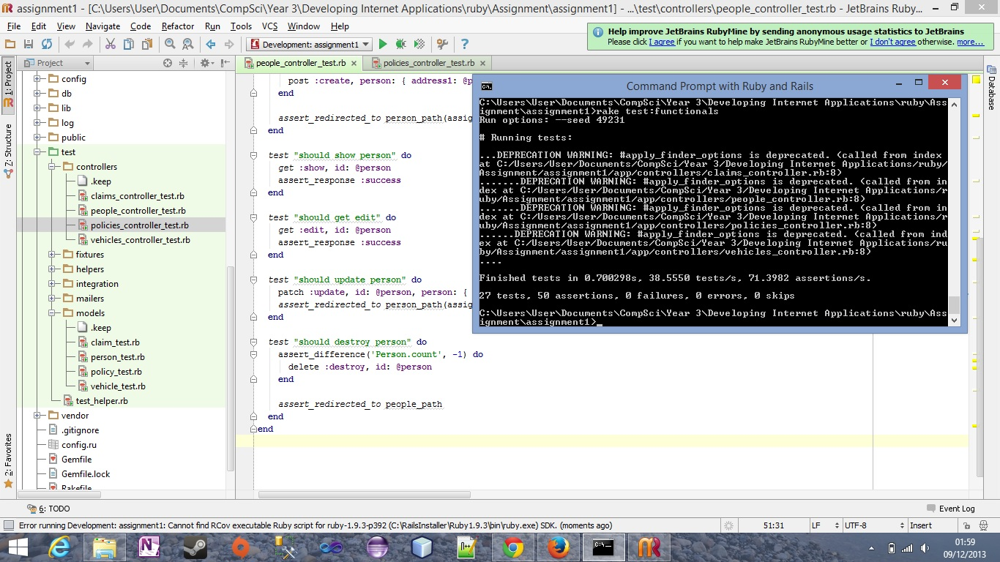 assignment1 - [C:\Users\User\Documents\CompSci\Year 3\Developing Internet Applications\ruby\Assignment\assignment1] - ...\test\controllers\people_controller_test.rb - JetBrains Ruby...
File Edit View Navigate Code Refactor Run Tools VCS Window Help
Development: assignment1
Help improve JetBrains RubyMine by sending anonymous usage statistics to JetBrains
Please click I agree if you want to help make JetBrains RubyMine better or I don't agree otherwise. more...
1: Project
Z: Structure
2: Favorites
Database
Project
config
db
lib
log
public
test
controllers
.keep
claims_controller_test.rb
people_controller_test.rb
policies_controller_test.rb
vehicles_controller_test.rb
fixtures
helpers
integration
mailers
models
.keep
claim_test.rb
person_test.rb
policy_test.rb
vehicle_test.rb
test_helper.rb
vendor
.gitignore
config.ru
Gemfile
Gemfile.lock
Rakefile
people_controller_test.rb
policies_controller_test.rb
post :create, person: { address1: @p
end
assert_redirected_to person_path(assig
end
test "should show person" do
get :show, id: @person
assert_response :success
end
test "should get edit" do
get :edit, id: @person
assert_response :success
end
test "should update person" do
patch :update, id: @person, person: {
assert_redirected_to person_path(assig
end
test "should destroy person" do
assert_difference('Person.count', -1) do
delete :destroy, id: @person
end
assert_redirected_to people_path
end
end
Command Prompt with Ruby and Rails
C:\Users\User\Documents\CompSci\Year 3\Developing Internet Applications\ruby\Ass
ignment\assignment1>rake test:functionals
Run options: --seed 49231
# Running tests:
...DEPRECATION WARNING: #apply_finder_options is deprecated. (called from index
at C:/Users/User/Documents/CompSci/Year 3/Developing Internet Applications/ruby/
Assignment/assignment1/app/controllers/claims_controller.rb:8)
.......DEPRECATION WARNING: #apply_finder_options is deprecated. (called from in
dex at C:/Users/User/Documents/CompSci/Year 3/Developing Internet Applications/r
uby/Assignment/assignment1/app/controllers/people_controller.rb:8)
.......DEPRECATION WARNING: #apply_finder_options is deprecated. (called from in
dex at C:/Users/User/Documents/CompSci/Year 3/Developing Internet Applications/r
uby/Assignment/assignment1/app/controllers/policies_controller.rb:8)
......DEPRECATION WARNING: #apply_finder_options is deprecated. (called from ind
ex at C:/Users/User/Documents/CompSci/Year 3/Developing Internet Applications/ru
by/Assignment/assignment1/app/controllers/vehicles_controller.rb:8)
....
Finished tests in 0.700298s, 38.5550 tests/s, 71.3982 assertions/s.
27 tests, 50 assertions, 0 failures, 0 errors, 0 skips
C:\Users\User\Documents\CompSci\Year 3\Developing Internet Applications\ruby\Ass
ignment\assignment1>_
6: TODO
Event Log
Error running Development: assignment1: Cannot find RCov executable Ruby script for ruby-1.9.3-p392 (C:\RailsInstaller\Ruby1.9.3\bin\ruby.exe) SDK. (moments ago)
51:31 LF UTF-8 Insert
01:59
09/12/2013